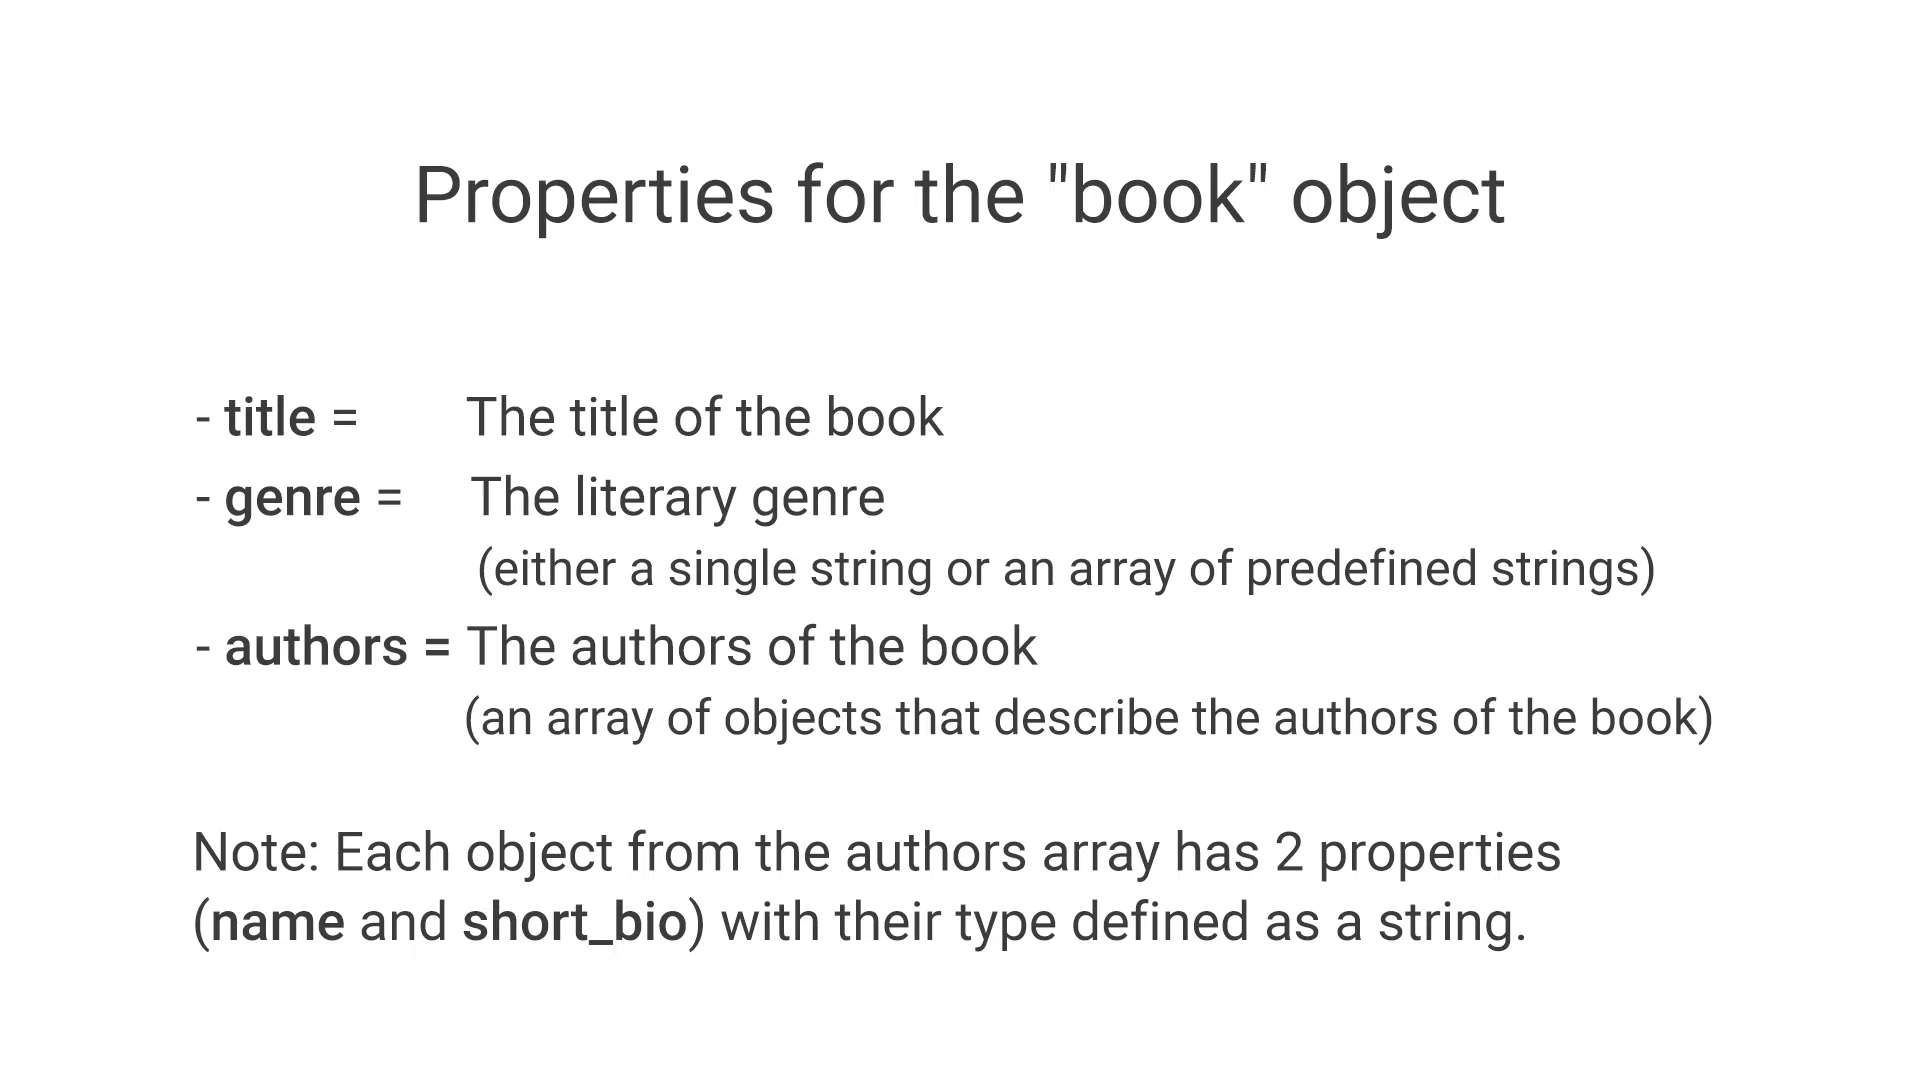 Properties for the "book" object
- title = The title of the book
- genre = The literary genre
(either a single string or an array of predefined strings)
- authors = The authors of the book
(an array of objects that describe the authors of the book)
Note: Each object from the authors array has 2 properties
(name and short_bio) with their type defined as a string.